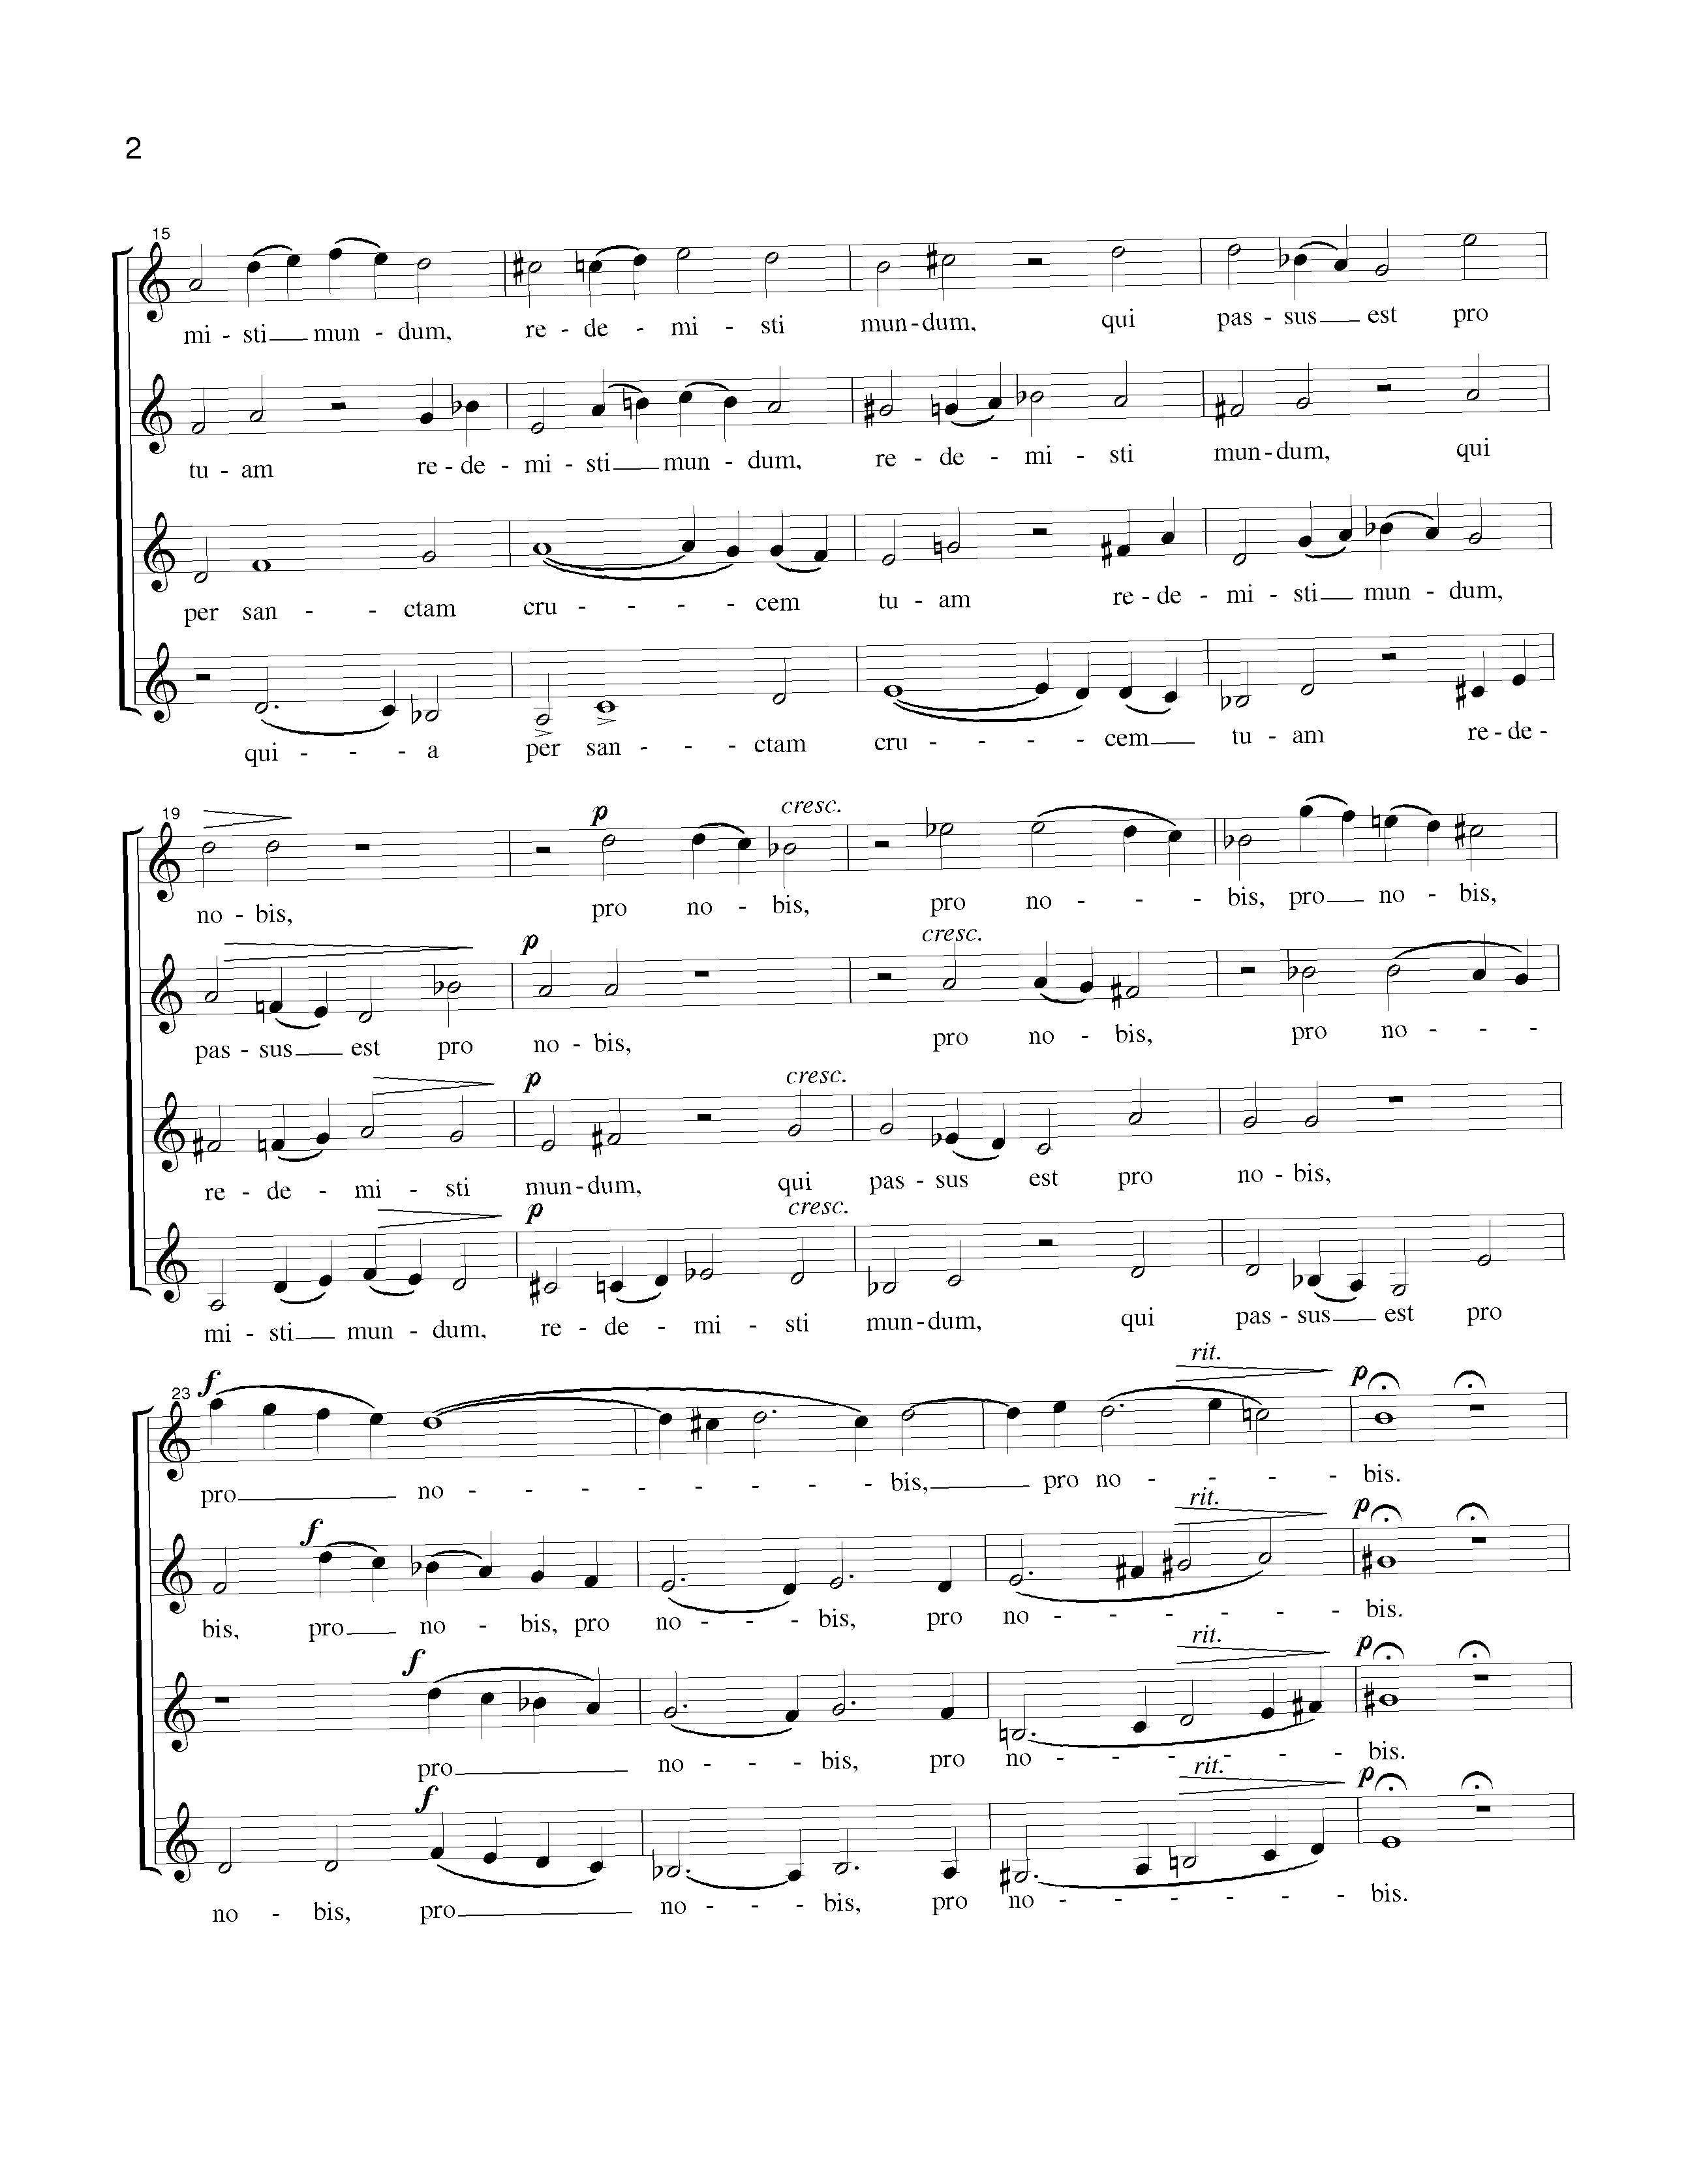 2
15
mi - sti mun - dum, re - de - mi - sti mun - dum, qui pas - sus est pro
tu - am re - de - mi - sti mun - dum, re - de - mi - sti mun - dum, qui
per san - - ctam cru - - - - cem tu - am re - de - mi - sti mun - dum,
qui - - - a per san - - - ctam cru - - - - cem tu - am re - de -
19 p cresc.
no - bis, pro no - bis, pro no - - - bis, pro no - bis,
p cresc.
pas - sus est pro no - bis, pro no - bis, pro no - - -
p cresc.
re - de - mi - sti mun - dum, qui pas - sus est pro no - bis,
p cresc.
mi - sti mun - dum, re - de - mi - sti mun - dum, qui pas - sus est pro
23 f rit. p
pro no - - - - - - - - bis, pro no - - - - bis.
f rit. p
bis, pro no - bis, pro no - - - bis, pro no - - - - - - bis.
f rit. p
pro no - - - bis, pro no - - - - - - bis.
f rit. p
no - bis, pro no - - - bis, pro no - - - - - - bis.